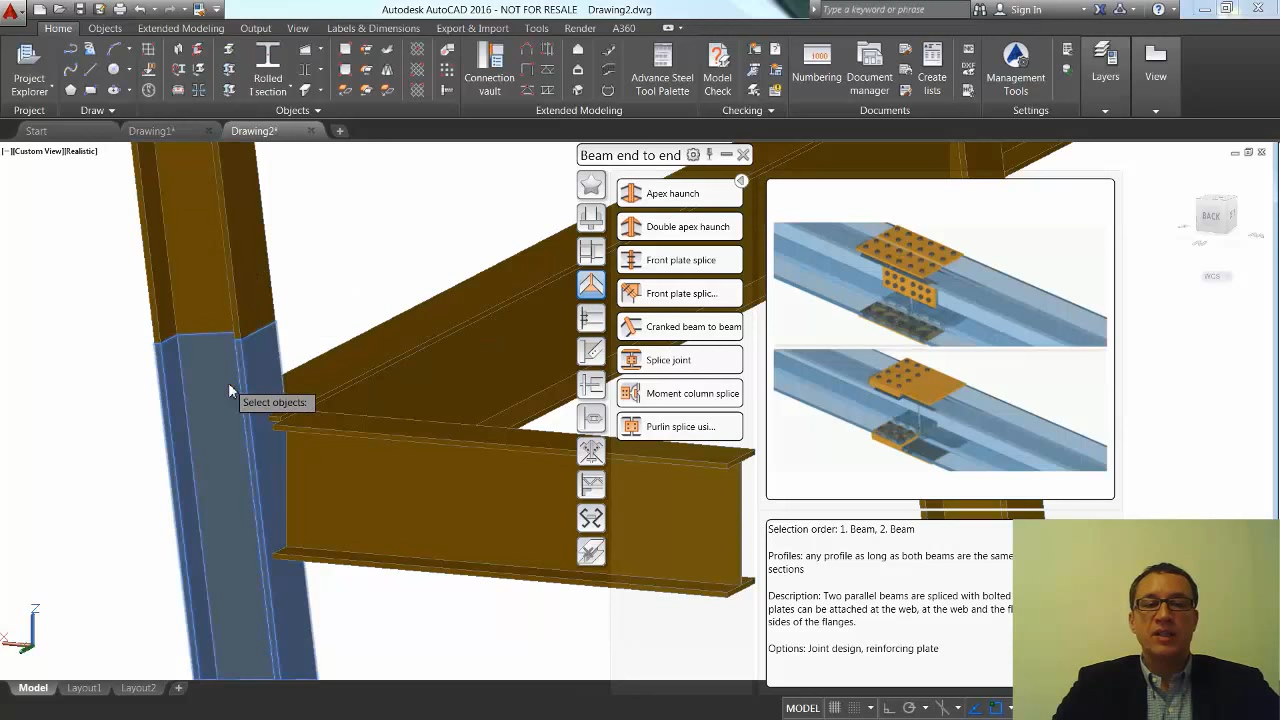 Autodesk AutoCAD 2016 - NOT FOR RESALE Drawing2.dwg
Type a keyword or phrase
Sign In
Home Objects Extended Modeling Output View Labels & Dimensions Export & Import Tools Render A360
Project Explorer
Rolled I section
Connection vault
Advance Steel Tool Palette
Model Check
Numbering
Document manager
Create lists
Management Tools
Layers
View
Project Draw Objects Extended Modeling Checking Documents Settings
Start Drawing1* Drawing2*
[−][Custom View][Realistic]
Beam end to end
Apex haunch
Double apex haunch
Front plate splice
Front plate splic...
Cranked beam to beam
Splice joint
Moment column splice
Purlin splice usi...
BACK
WCS
Select objects:
Selection order: 1. Beam, 2. Beam
Profiles: any profile as long as both beams are the same
sections
Description: Two parallel beams are spliced with bolted
plates can be attached at the web, at the web and the
sides of the flanges.
Options: Joint design, reinforcing plate
Z
Model Layout1 Layout2
MODEL